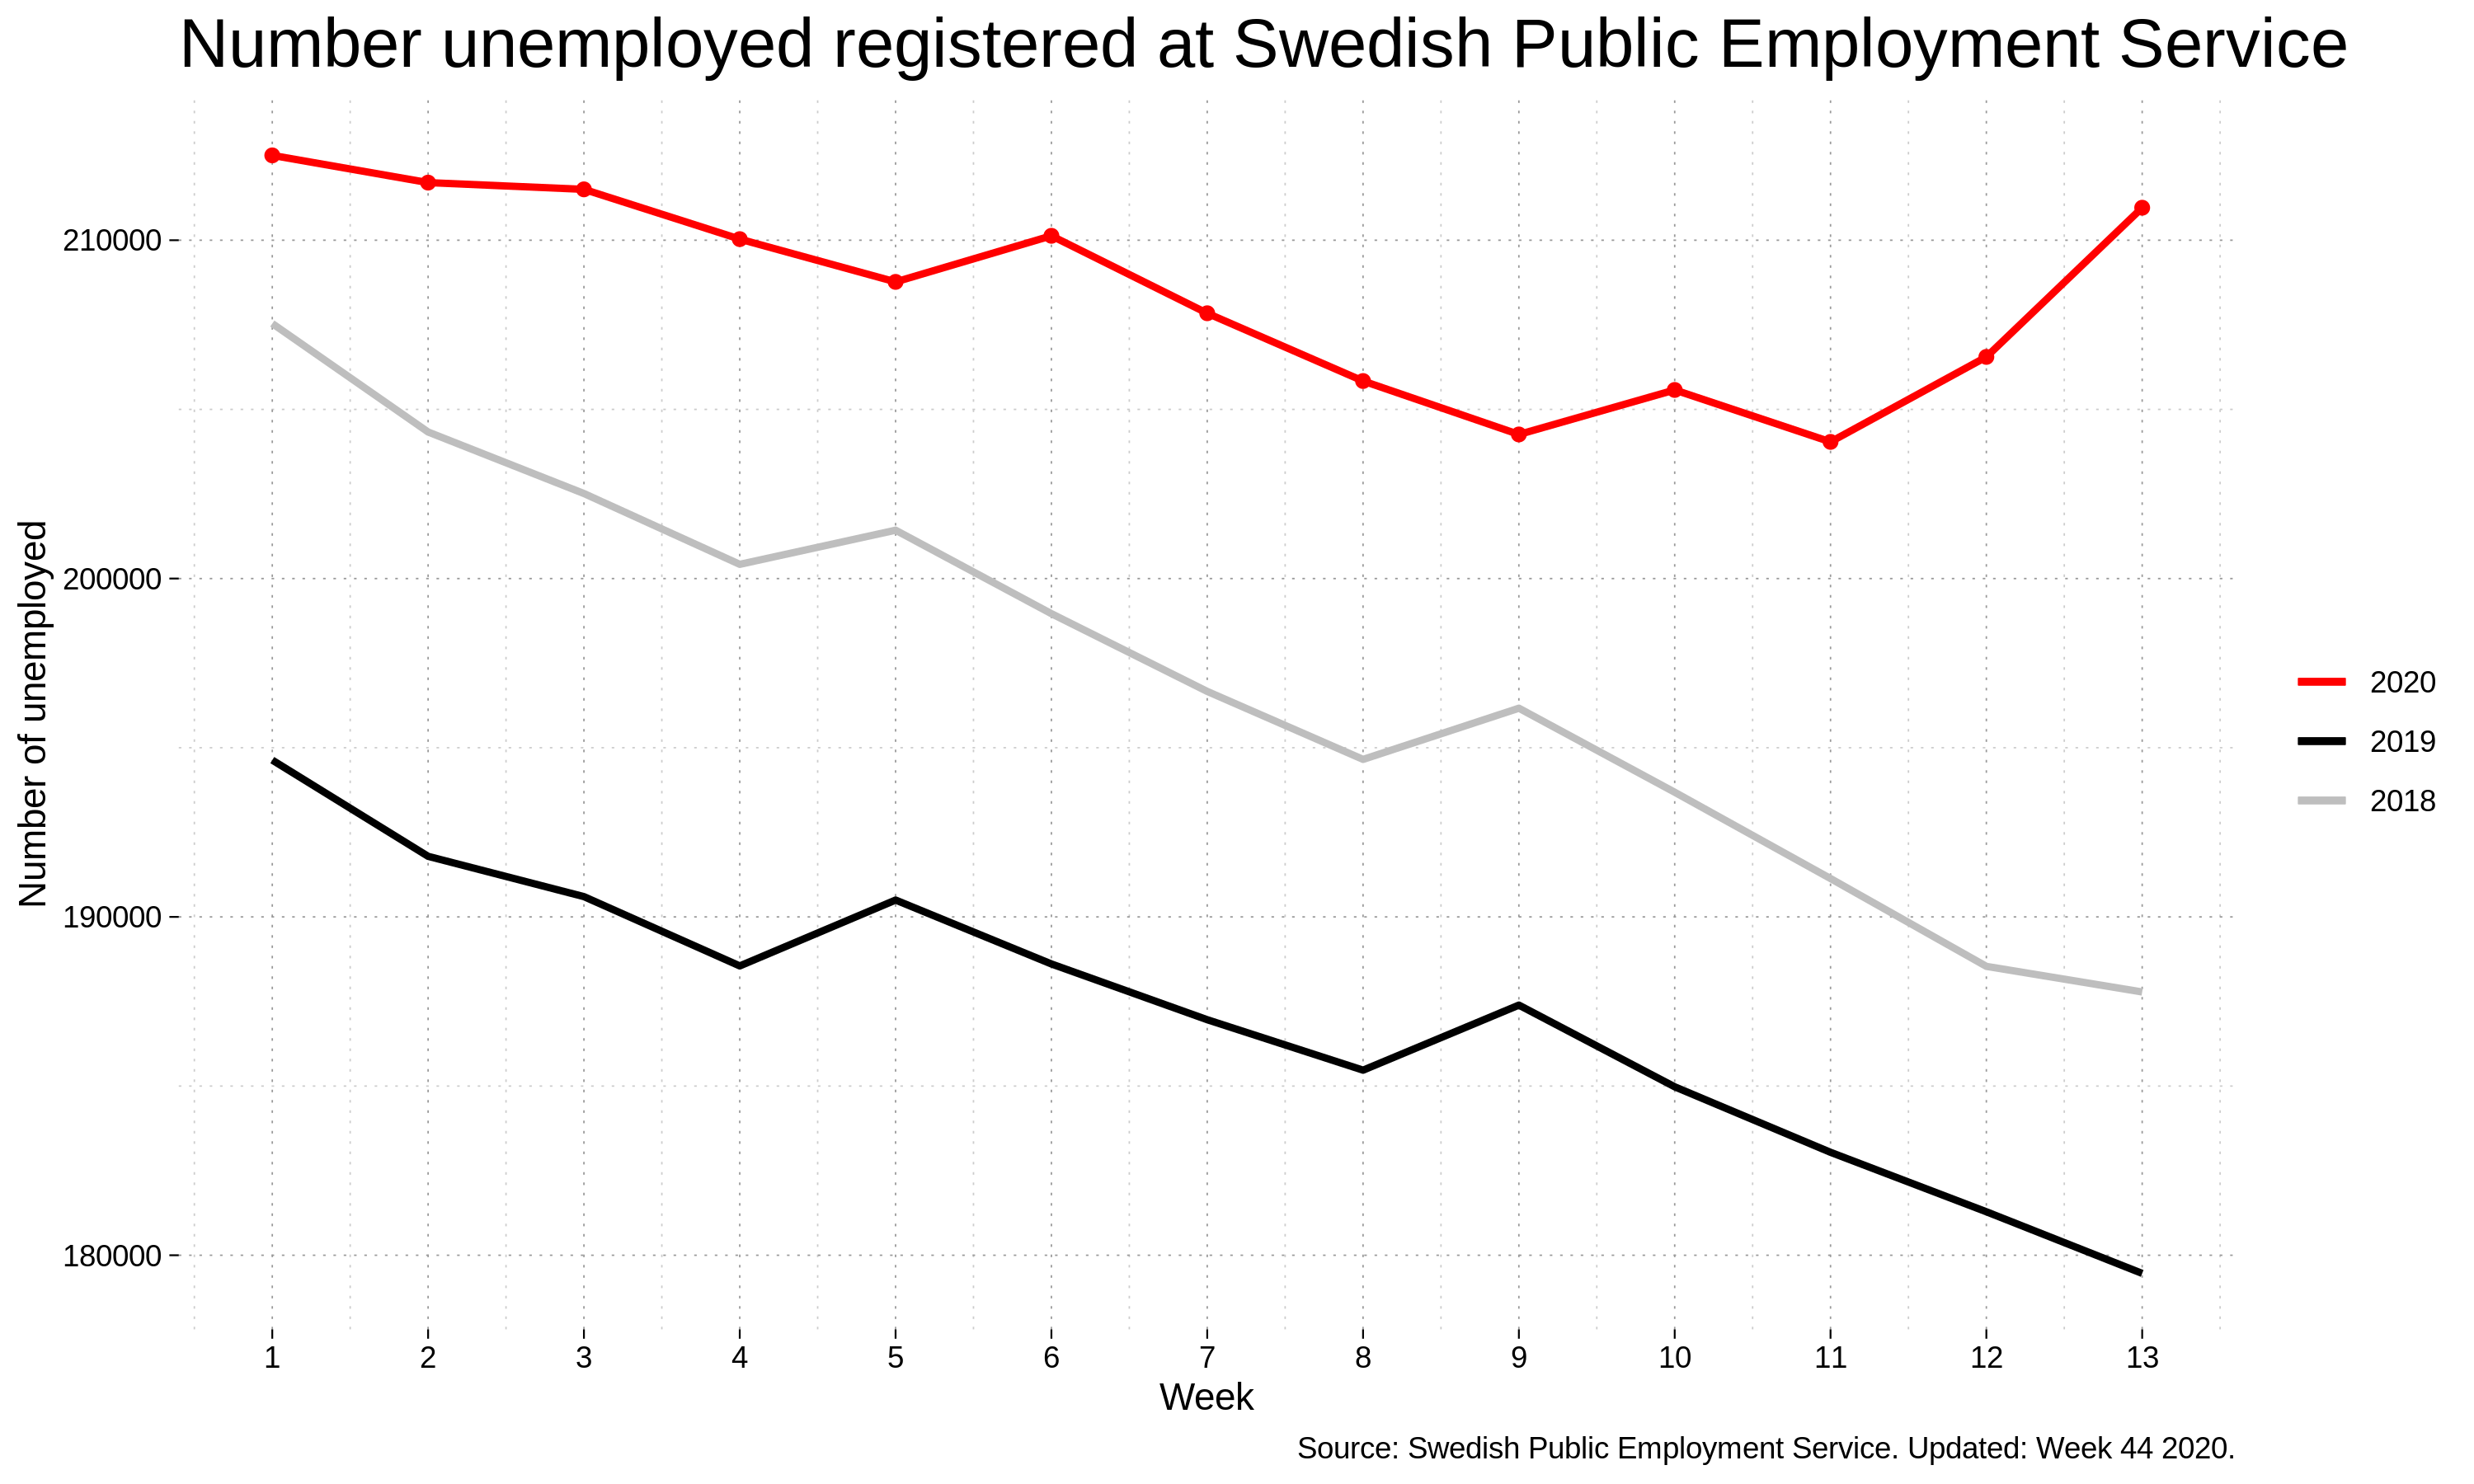 Number unemployed registered at Swedish Public Employment Service
Number of unemployed
210000
200000
190000
180000
1 2 3 4 5 6 7 8 9 10 11 12 13
Week
2020
2019
2018
Source: Swedish Public Employment Service. Updated: Week 44 2020.